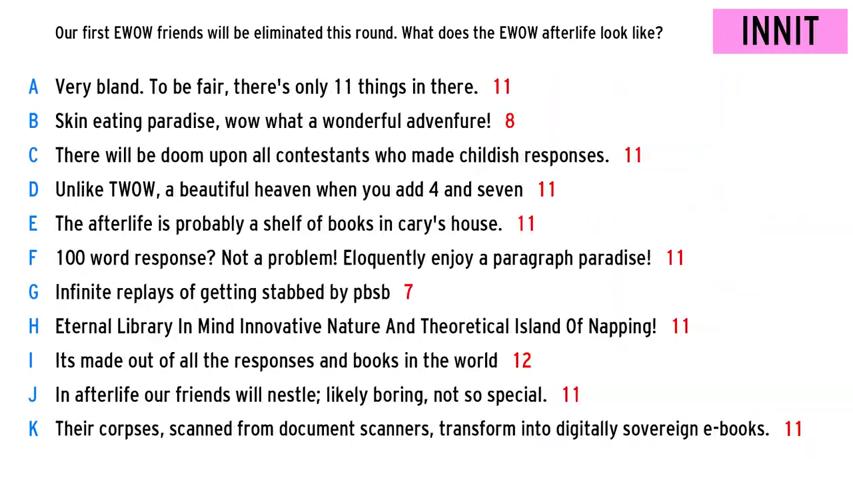 Our first EWOW friends will be eliminated this round. What does the EWOW afterlife look like?
INNIT
A Very bland. To be fair, there's only 11 things in there. 11
B Skin eating paradise, wow what a wonderful advenfure! 8
C There will be doom upon all contestants who made childish responses. 11
D Unlike TWOW, a beautiful heaven when you add 4 and seven 11
E The afterlife is probably a shelf of books in cary's house. 11
F 100 word response? Not a problem! Eloquently enjoy a paragraph paradise! 11
G Infinite replays of getting stabbed by pbsb 7
H Eternal Library In Mind Innovative Nature And Theoretical Island Of Napping! 11
I Its made out of all the responses and books in the world 12
J In afterlife our friends will nestle; likely boring, not so special. 11
K Their corpses, scanned from document scanners, transform into digitally sovereign e-books. 11